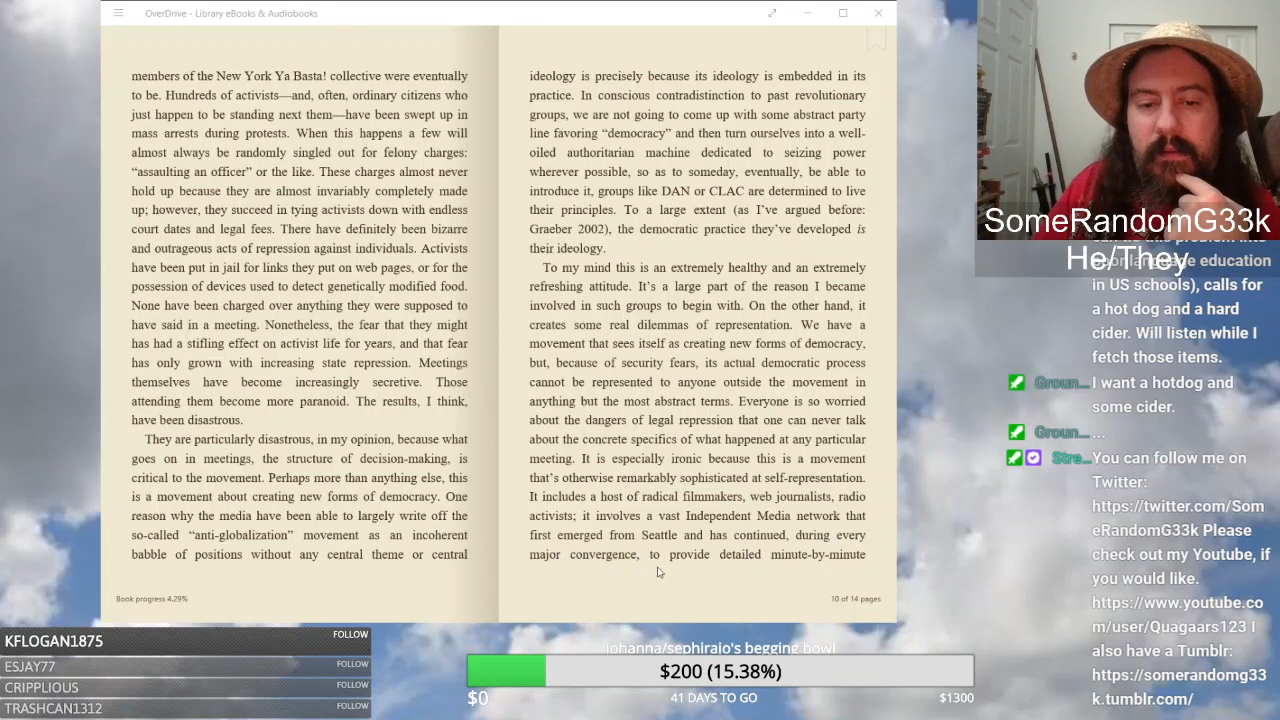 OverDrive - Library eBooks & Audiobooks
members of the New York Ya Basta! collective were eventually
to be. Hundreds of activists—and, often, ordinary citizens who
just happen to be standing next them—have been swept up in
mass arrests during protests. When this happens a few will
almost always be randomly singled out for felony charges:
“assaulting an officer” or the like. These charges almost never
hold up because they are almost invariably completely made
up; however, they succeed in tying activists down with endless
court dates and legal fees. There have definitely been bizarre
and outrageous acts of repression against individuals. Activists
have been put in jail for links they put on web pages, or for the
possession of devices used to detect genetically modified food.
None have been charged over anything they were supposed to
have said in a meeting. Nonetheless, the fear that they might
has had a stifling effect on activist life for years, and that fear
has only grown with increasing state repression. Meetings
themselves have become increasingly secretive. Those
attending them become more paranoid. The results, I think,
have been disastrous.
They are particularly disastrous, in my opinion, because what
goes on in meetings, the structure of decision-making, is
critical to the movement. Perhaps more than anything else, this
is a movement about creating new forms of democracy. One
reason why the media have been able to largely write off the
so-called “anti-globalization” movement as an incoherent
babble of positions without any central theme or central
Book progress 4.29%
ideology is precisely because its ideology is embedded in its
practice. In conscious contradistinction to past revolutionary
groups, we are not going to come up with some abstract party
line favoring “democracy” and then turn ourselves into a well-
oiled authoritarian machine dedicated to seizing power
wherever possible, so as to someday, eventually, be able to
introduce it, groups like DAN or CLAC are determined to live
their principles. To a large extent (as I’ve argued before:
Graeber 2002), the democratic practice they’ve developed is
their ideology.
To my mind this is an extremely healthy and an extremely
refreshing attitude. It’s a large part of the reason I became
involved in such groups to begin with. On the other hand, it
creates some real dilemmas of representation. We have a
movement that sees itself as creating new forms of democracy,
but, because of security fears, its actual democratic process
cannot be represented to anyone outside the movement in
anything but the most abstract terms. Everyone is so worried
about the dangers of legal repression that one can never talk
about the concrete specifics of what happened at any particular
meeting. It is especially ironic because this is a movement
that’s otherwise remarkably sophisticated at self-representation.
It includes a host of radical filmmakers, web journalists, radio
activists; it involves a vast Independent Media network that
first emerged from Seattle and has continued, during every
major convergence, to provide detailed minute-by-minute
10 of 14 pages
SomeRandomG33k
He/They
education
in US schools), calls for
a hot dog and a hard
cider. Will listen while I
fetch those items.
Groun... I want a hotdog and
some cider.
Groun... ...
Stre... You can follow me on
Twitter:
https://twitter.com/Som
eRandomG33k Please
check out my Youtube, if
you would like.
https://www.youtube.co
m/user/Quagaars123 I
also have a Tumblr:
https://somerandomg33
k.tumblr.com/
KFLOGAN1875 FOLLOW
ESJAY77 FOLLOW
CRIPPLIOUS FOLLOW
TRASHCAN1312 FOLLOW
johanna/sephirajo's begging bowl
$200 (15.38%)
$0 41 DAYS TO GO $1300